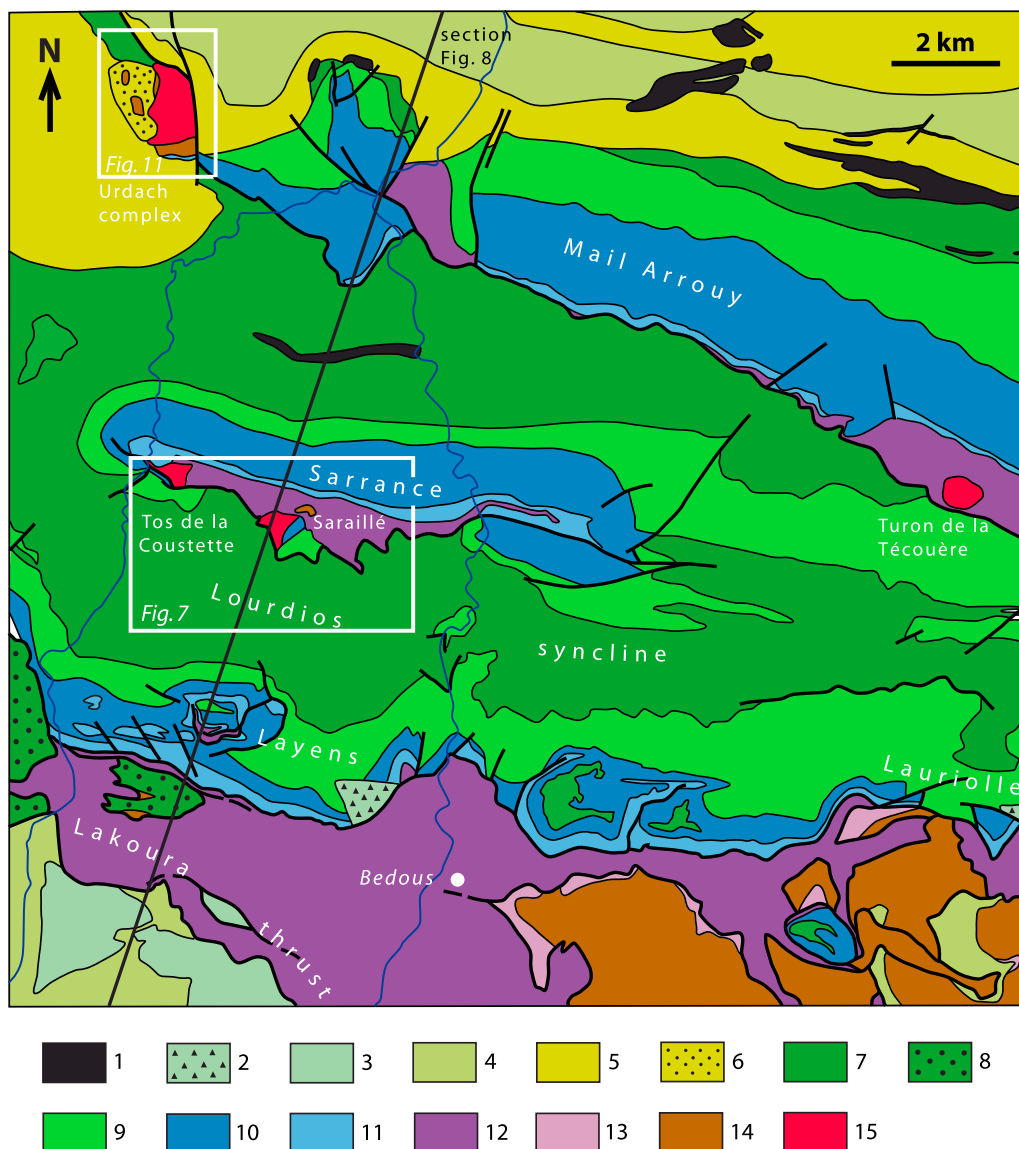 section
Fig. 8
N
2 km
Fig. 11
Urdach
complex
Mail Arrouy
Sarrance
Tos de la
Coustette
Saraillé
Turon de la
Técouère
Fig.7
Lourdios
syncline
Layens
Lauriolle
Lakoura
thrust
Bedous
1 2 3 4 5 6 7 8
9 10 11 12 13 14 15